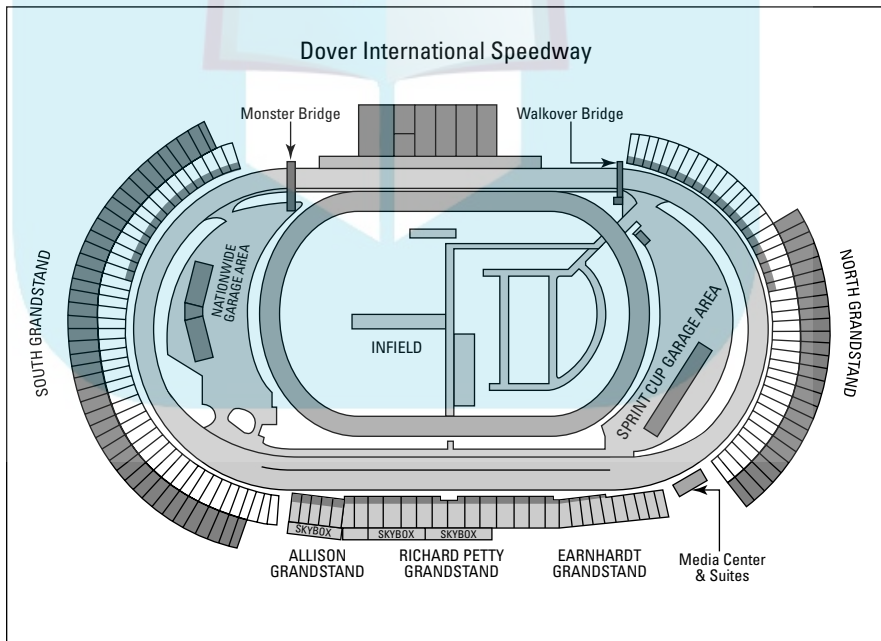 Dover International Speedway
Monster Bridge
Walkover Bridge
SOUTH GRANDSTAND
NATIONWIDE
GARAGE AREA
INFIELD
SPRINT CUP GARAGE AREA
NORTH GRANDSTAND
SKYBOX
SKYBOX
SKYBOX
ALLISON
GRANDSTAND
RICHARD PETTY
GRANDSTAND
EARNHARDT
GRANDSTAND
Media Center
& Suites